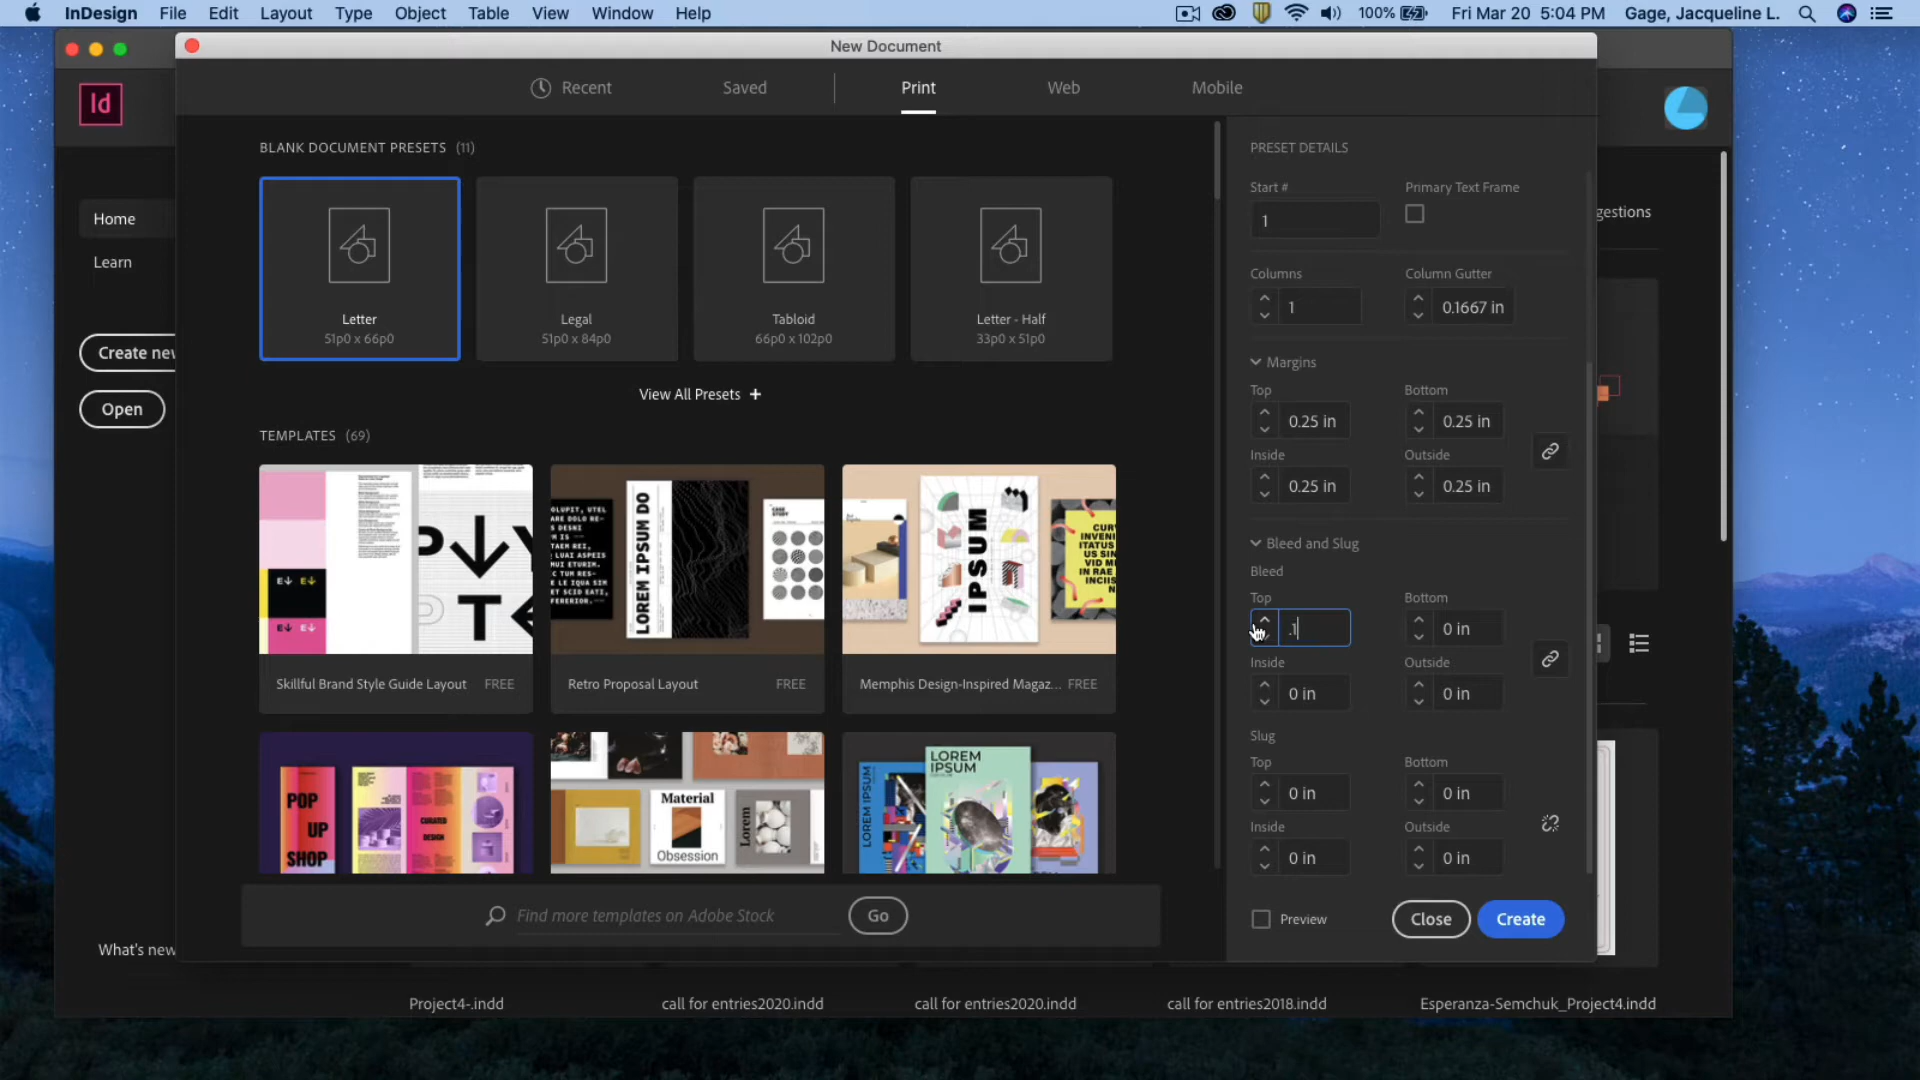 InDesign File Edit Layout Type Object Table View Window Help
100% Fri Mar 20 5:04 PM Gage, Jacqueline L.
New Document
Id
Recent Saved Print Web Mobile
Home
Learn
Create new
Open
What's new
gestions
BLANK DOCUMENT PRESETS (11)
Letter
51p0 x 66p0
Legal
51p0 x 84p0
Tabloid
66p0 x 102p0
Letter - Half
33p0 x 51p0
View All Presets +
TEMPLATES (69)
LOREM IPSUM DO
CASE STUDY
IPSUM
Skillful Brand Style Guide Layout FREE
Retro Proposal Layout FREE
Memphis Design-Inspired Magaz... FREE
POP
UP
SHOP
CURATED
DESIGN
Material
Obsession
Lorem
LOREM
IPSUM
LOREM IPSUM
Find more templates on Adobe Stock
Go
PRESET DETAILS
Start # Primary Text Frame
1
Columns Column Gutter
1 0.1667 in
Margins
Top Bottom
0.25 in 0.25 in
Inside Outside
0.25 in 0.25 in
Bleed and Slug
Bleed
Top Bottom
.1 0 in
Inside Outside
0 in 0 in
Slug
Top Bottom
0 in 0 in
Inside Outside
0 in 0 in
Preview Close Create
Project4-.indd call for entries2020.indd call for entries2020.indd call for entries2018.indd Esperanza-Semchuk_Project4.indd